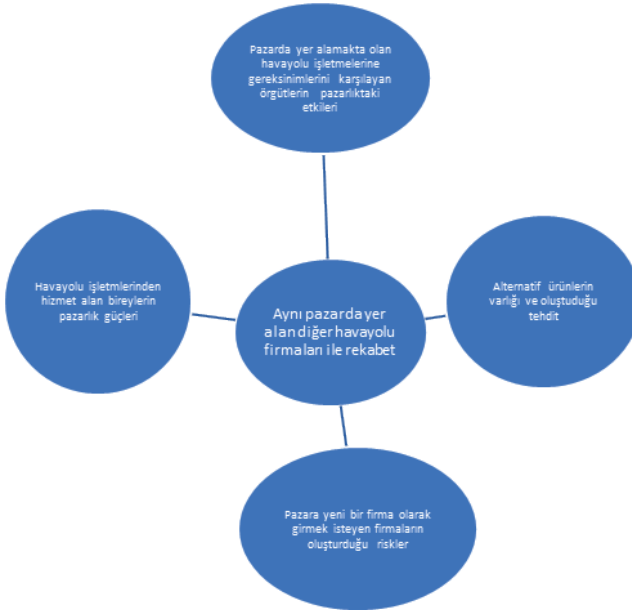 Pazarda yer alamakta olan
havayolu işletmelerine
gereksinimlerini karşılayan
örgütlerin pazarlıktaki
etkileri
Havayolu işletmlerinden
hizmet alan bireylerin
pazarlık güçleri
Aynı pazarda yer
alan diğer havayolu
firmaları ile rekabet
Alternatif ürünlerin
varlığı ve oluştuduğu
tehdit
Pazara yeni bir firma olarak
girmek isteyen firmaların
oluşturduğu riskler